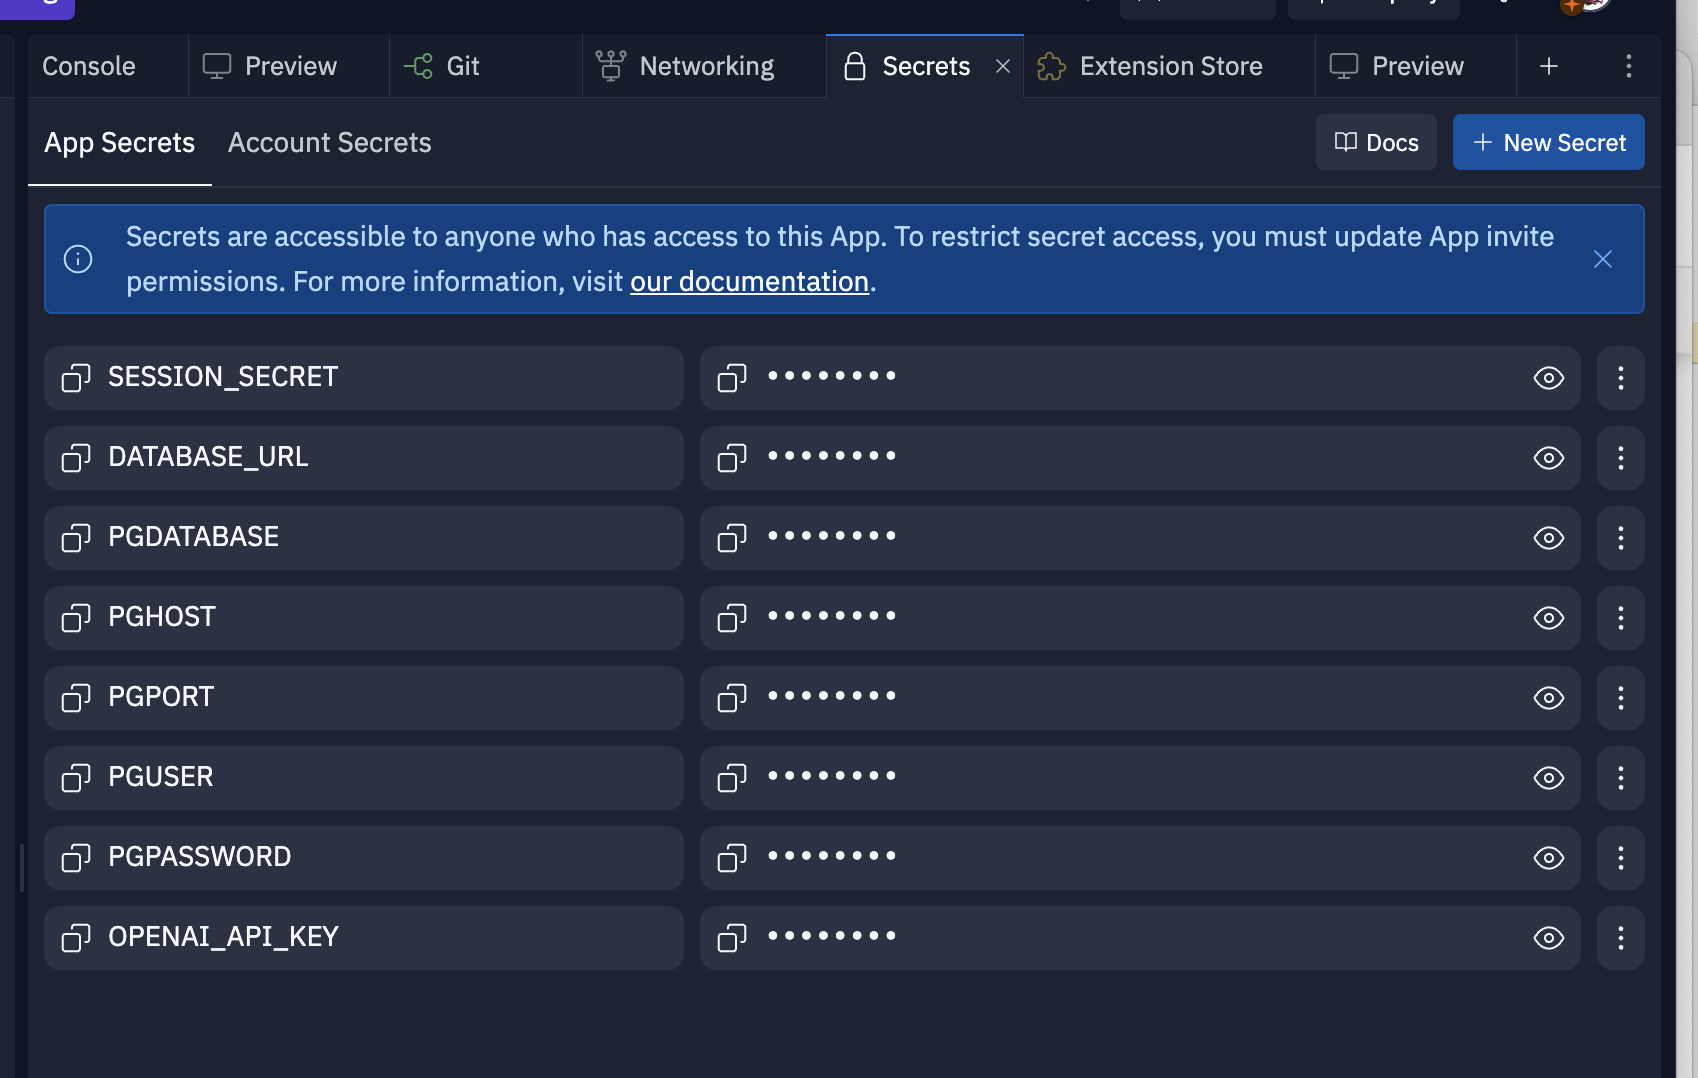 Console
Preview
Git
Networking
Secrets
Extension Store
Preview
App Secrets
Account Secrets
Docs
New Secret
Secrets are accessible to anyone who has access to this App. To restrict secret access, you must update App invite
permissions. For more information, visit our documentation.
SESSION_SECRET
••••••••
DATABASE_URL
••••••••
PGDATABASE
••••••••
PGHOST
••••••••
PGPORT
••••••••
PGUSER
••••••••
PGPASSWORD
••••••••
OPENAI_API_KEY
••••••••